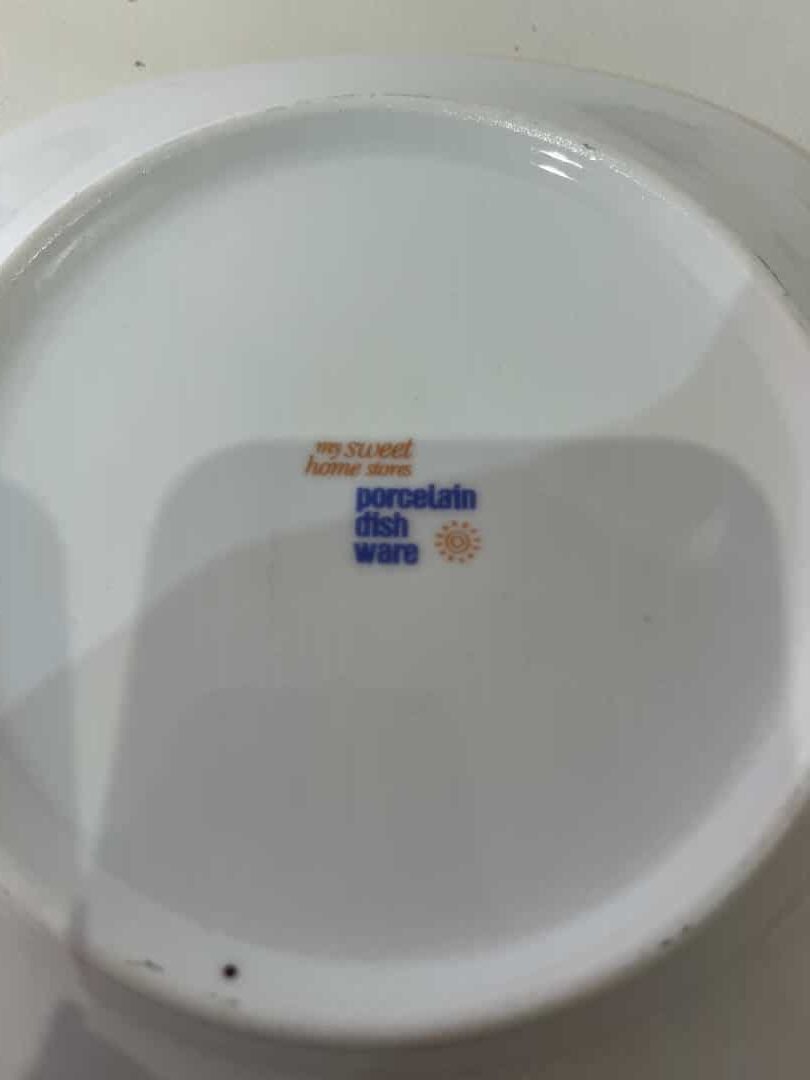 my sweet
home stores
porcelain
dish
ware